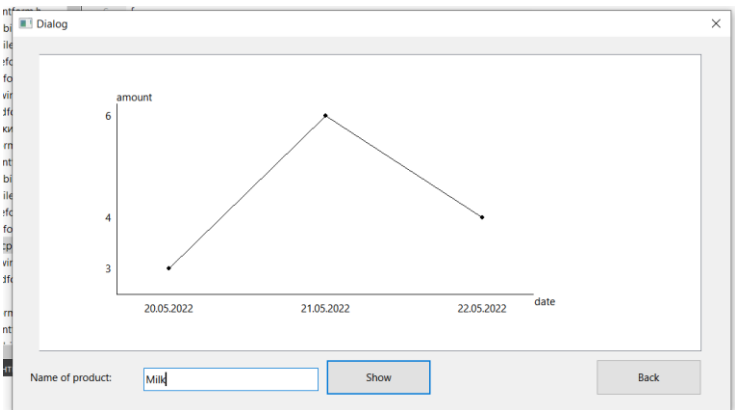 Dialog
amount
6
4
3
20.05.2022 21.05.2022 22.05.2022 date
Name of product: Milk Show Back